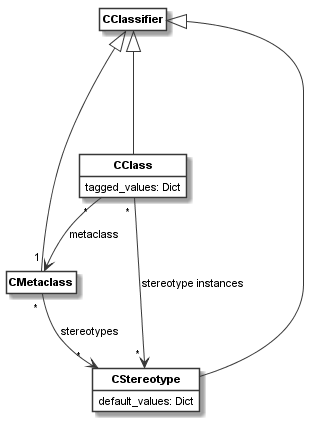 CClassifier
CClass
tagged_values: Dict
*
*
metaclass
1
CMetaclass
stereotype instances
*
stereotypes
*
*
CStereotype
default_values: Dict